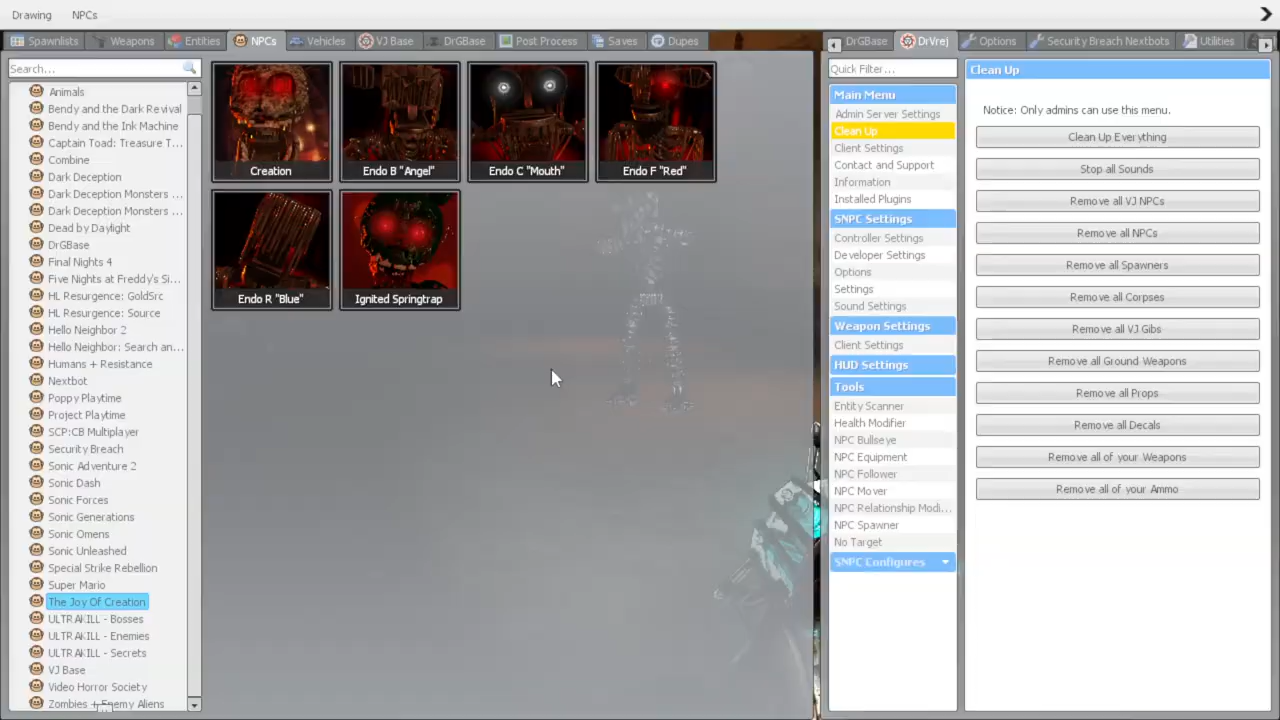 Drawing NPCs
Spawnlists Weapons Entities NPCs Vehicles VJ Base DrGBase Post Process Saves Dupes
DrGBase DrVrej Options Security Breach Nextbots Utilities
Search...
Animals
Bendy and the Dark Revival
Bendy and the Ink Machine
Captain Toad: Treasure T...
Combine
Dark Deception
Dark Deception Monsters ...
Dark Deception Monsters ...
Dead by Daylight
DrGBase
Final Nights 4
Five Nights at Freddy's Si...
HL Resurgence: GoldSrc
HL Resurgence: Source
Hello Neighbor 2
Hello Neighbor: Search an...
Humans + Resistance
Nextbot
Poppy Playtime
Project Playtime
SCP:CB Multiplayer
Security Breach
Sonic Adventure 2
Sonic Dash
Sonic Forces
Sonic Generations
Sonic Omens
Sonic Unleashed
Special Strike Rebellion
Super Mario
The Joy Of Creation
ULTRAKILL - Bosses
ULTRAKILL - Enemies
ULTRAKILL - Secrets
VJ Base
Video Horror Society
Zombies + Enemy Aliens
Creation
Endo B "Angel"
Endo C "Mouth"
Endo F "Red"
Endo R "Blue"
Ignited Springtrap
Quick Filter...
Main Menu
Admin Server Settings
Clean Up
Client Settings
Contact and Support
Information
Installed Plugins
SNPC Settings
Controller Settings
Developer Settings
Options
Settings
Sound Settings
Weapon Settings
Client Settings
HUD Settings
Tools
Entity Scanner
Health Modifier
NPC Bullseye
NPC Equipment
NPC Follower
NPC Mover
NPC Relationship Modi...
NPC Spawner
No Target
SNPC Configures
Clean Up
Notice: Only admins can use this menu.
Clean Up Everything
Stop all Sounds
Remove all VJ NPCs
Remove all NPCs
Remove all Spawners
Remove all Corpses
Remove all VJ Gibs
Remove all Ground Weapons
Remove all Props
Remove all Decals
Remove all of your Weapons
Remove all of your Ammo